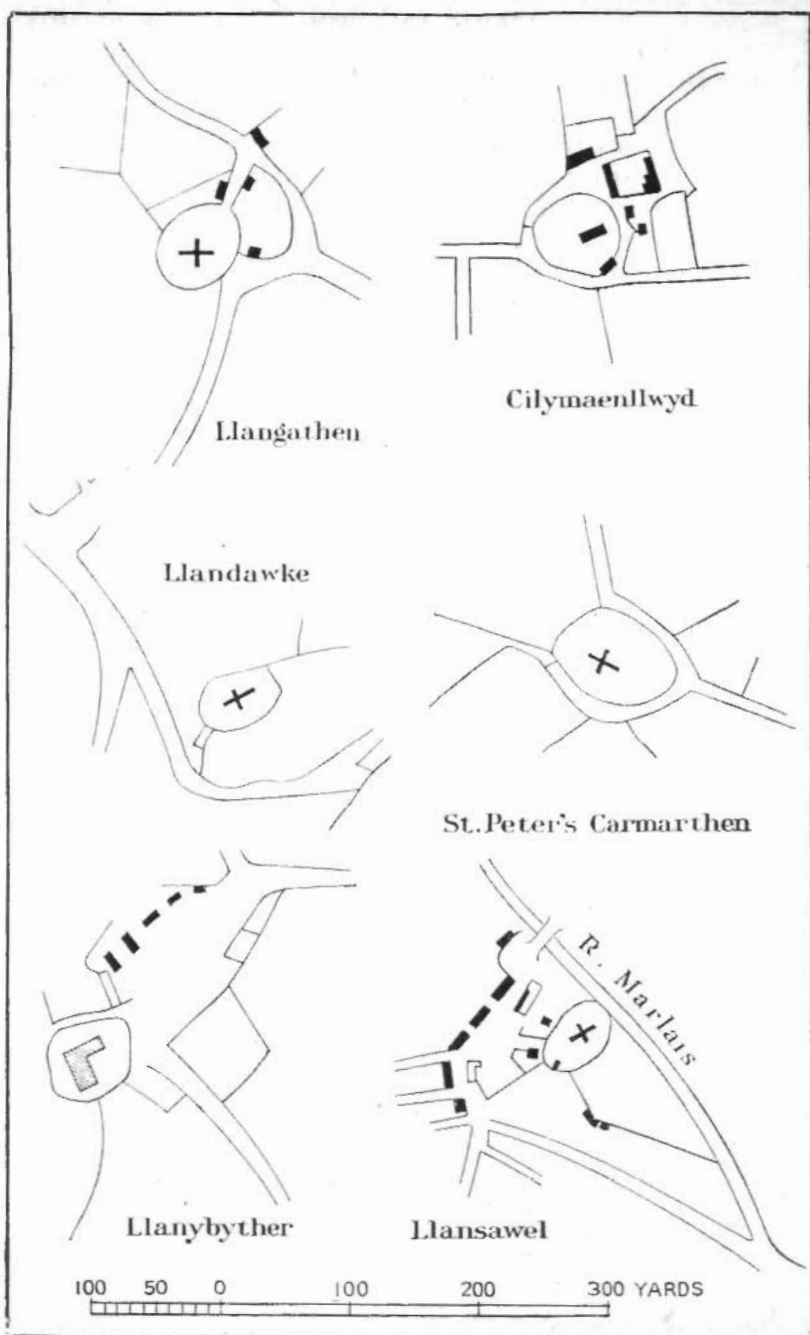 Llangathen
Cilymaenllwyd
Llandawke
St. Peter's Carmarthen
R. Marlais
Llanybyther
Llansawel
100 50 0 100 200 300 YARDS